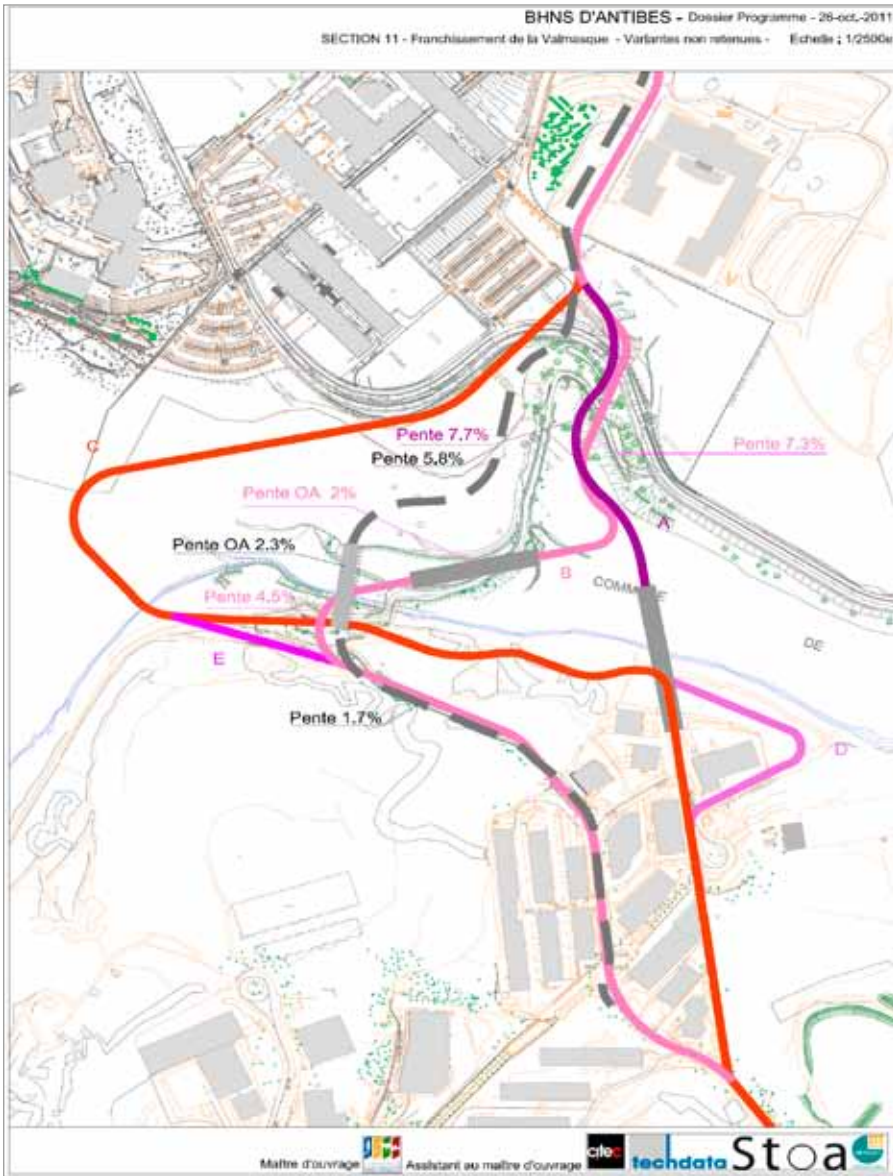 BHNS D'ANTIBES - Dossier Programme - 26-oct.-2011
SECTION 11 - Franchissement de la Valmasque - Variantes non retenues - Echelle : 1/2500e
C
Pente 7.7%
Pente 5.8%
Pente 7.3%
Pente OA 2%
A
Pente OA 2.3%
B
COMMUNE
Pente 4.5%
DE
E
Pente 1.7%
D
Maître d'ouvrage
Assistant au maître d'ouvrage
citec
techdata
Stoa